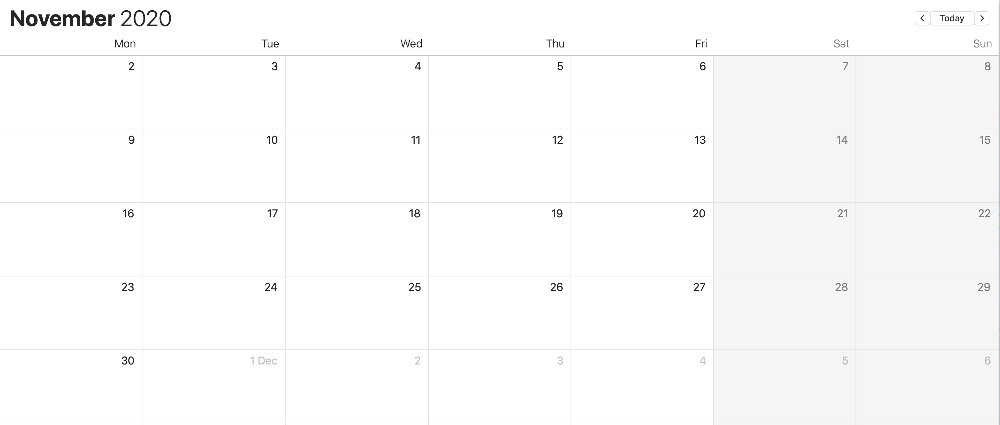 November 2020 Today
Mon Tue Wed Thu Fri Sat Sun
2 3 4 5 6 7 8
9 10 11 12 13 14 15
16 17 18 19 20 21 22
23 24 25 26 27 28 29
30 1 Dec 2 3 4 5 6